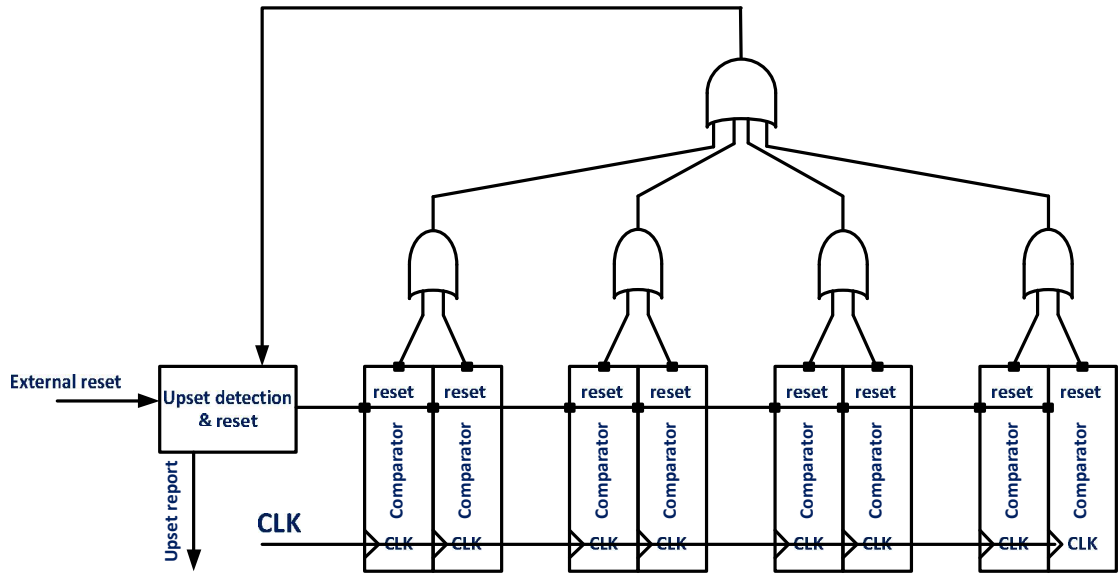 External reset
Upset detection
& reset
Upset report
CLK
reset
reset
reset
reset
reset
reset
reset
reset
Comparator
Comparator
Comparator
Comparator
Comparator
Comparator
Comparator
Comparator
CLK
CLK
CLK
CLK
CLK
CLK
CLK
CLK